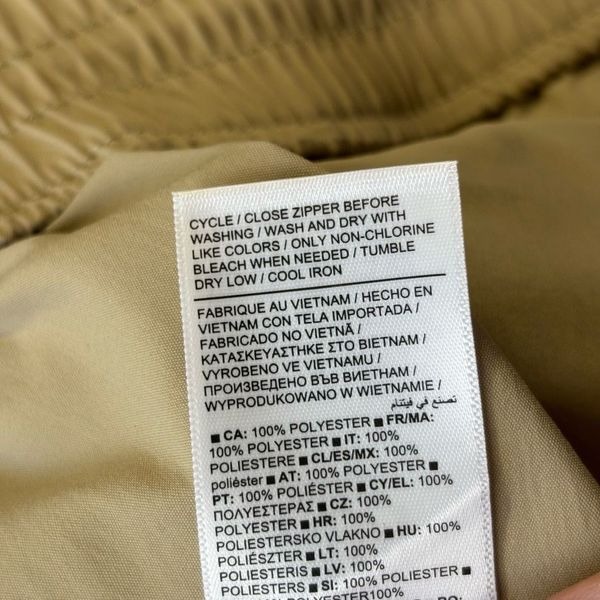 CYCLE / CLOSE ZIPPER BEFORE
WASHING / WASH AND DRY WITH
LIKE COLORS / ONLY NON-CHLORINE
BLEACH WHEN NEEDED / TUMBLE
DRY LOW / COOL IRON
FABRIQUE AU VIETNAM / HECHO EN
VIETNAM CON TELA IMPORTADA /
FABRICADO NO VIETNÃ /
ΚΑΤΑΣΚΕΥΑΣΤΗΚΕ ΣΤΟ ΒΙΕΤΝΑΜ /
VYROBENO VE VIETNAMU /
ПРОИЗВЕДЕНО ВЪВ ВИЕТНАМ /
WYPRODUKOWANO W WIETNAMIE /
تصنع في فيتنام
■ CA: 100% POLYESTER ■ FR/MA:
100% POLYESTER ■ IT: 100%
POLIESTERE ■ CL/ES/MX: 100%
poliéster ■ AT: 100% POLYESTER ■
PT: 100% POLIÉSTER ■ CY/EL: 100%
ΠΟΛΥΕΣΤΕΡΑΣ ■ CZ: 100%
POLYESTER ■ HR: 100%
POLIESTERSKO VLAKNO ■ HU: 100%
POLIÉSZTER ■ LT: 100%
POLIESTERIS ■ LV: 100%
POLIESTERS ■ SI: 100% POLIESTER ■